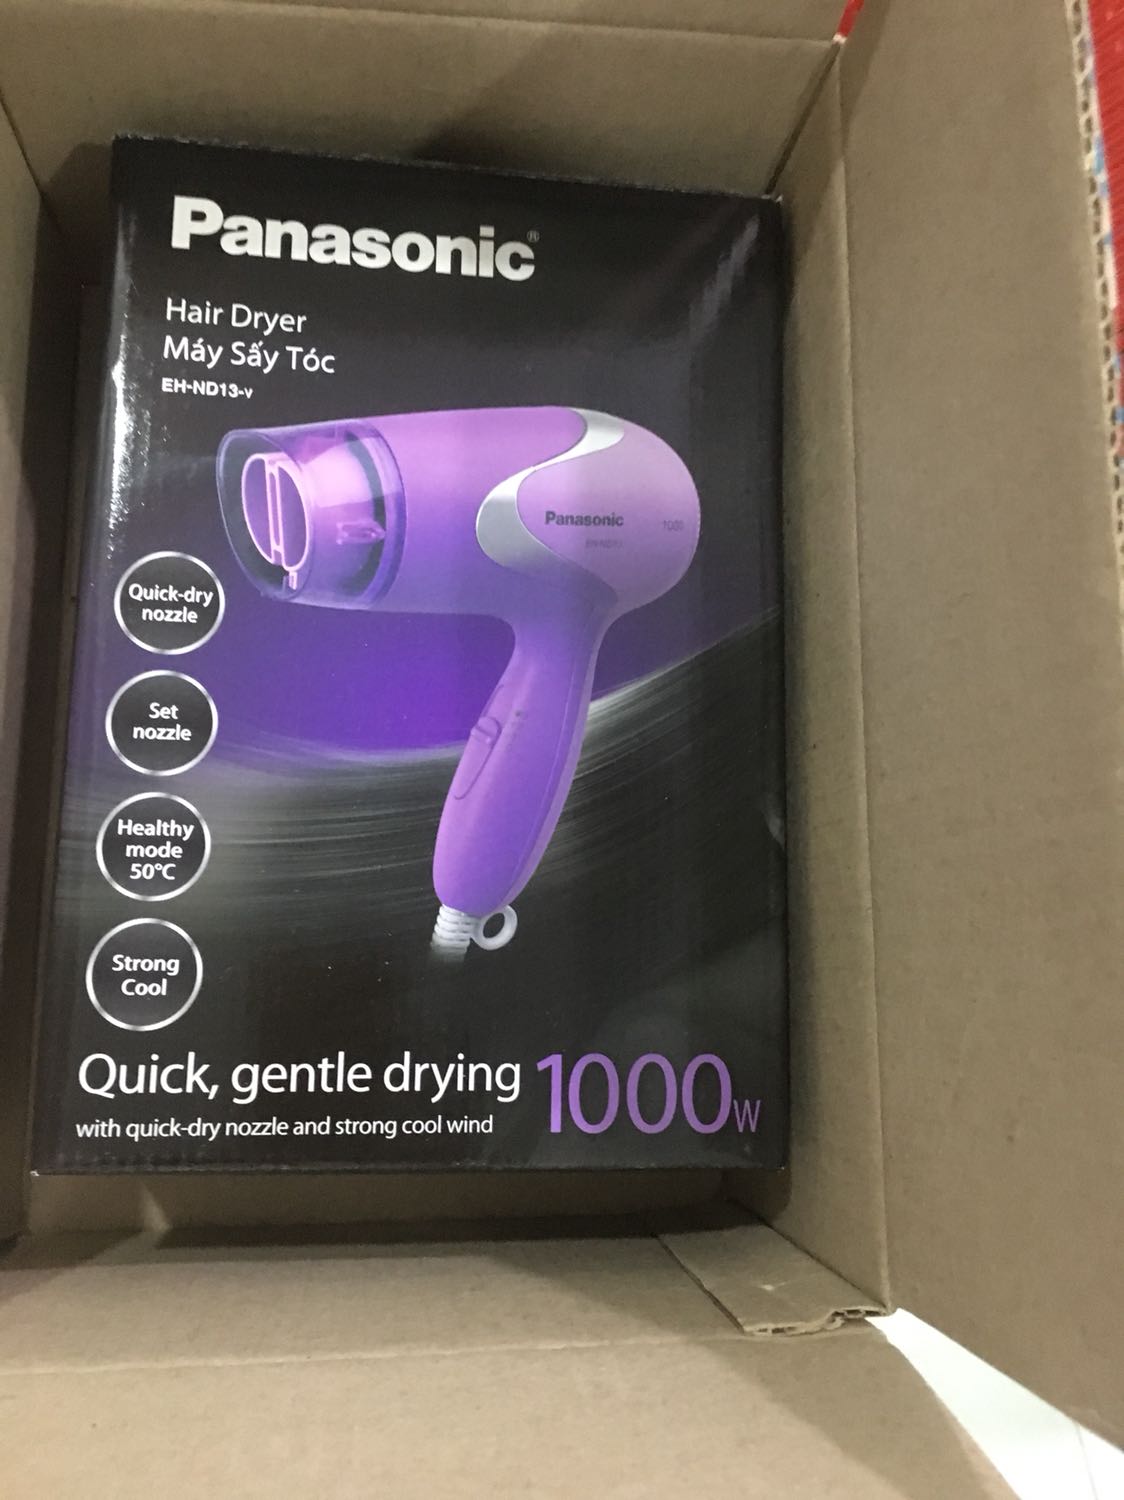 Panasonic®
Hair Dryer
Máy Sấy Tóc
EH-ND13-V
Panasonic
1000
Quick-dry
nozzle
Set
nozzle
Healthy
mode
50°C
Strong
Cool
Quick, gentle drying
1000W
with quick-dry nozzle and strong cool wind